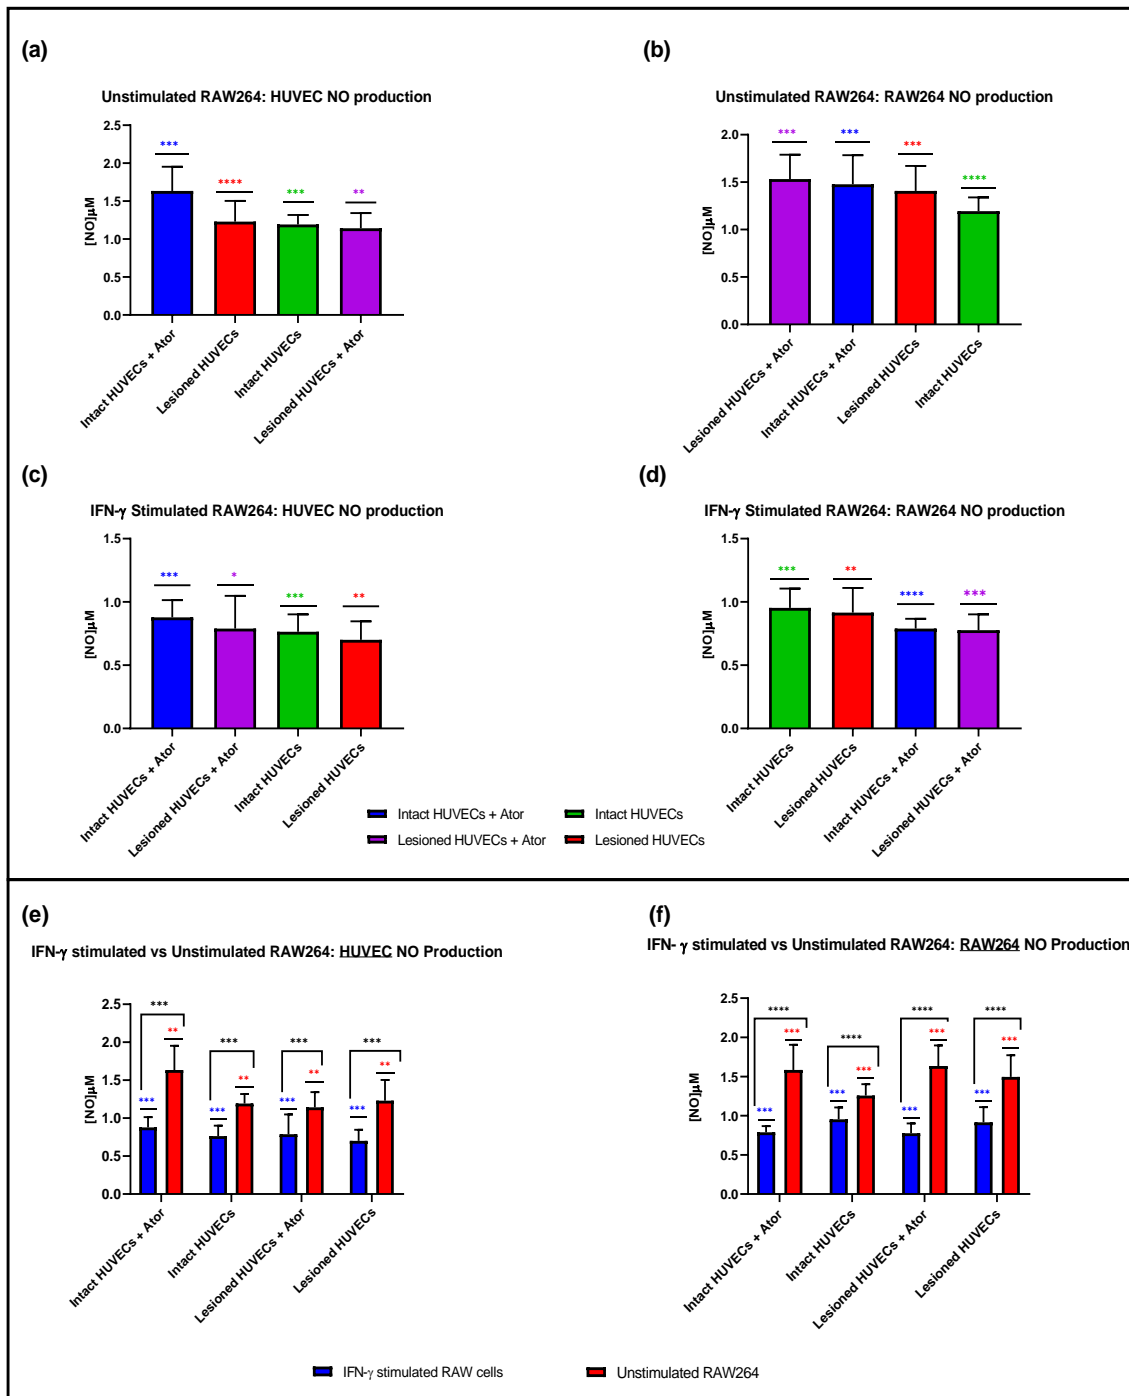 (a)
Unstimulated RAW264: HUVEC NO production
[NO]µM
2.5
2.0
1.5
1.0
0.5
0.0
***
****
***
**
Intact HUVECs + Ator
Lesioned HUVECs
Intact HUVECs
Lesioned HUVECs + Ator
(b)
Unstimulated RAW264: RAW264 NO production
[NO]µM
2.0
1.5
1.0
0.5
0.0
***
***
***
****
Lesioned HUVECs + Ator
Intact HUVECs + Ator
Lesioned HUVECs
Intact HUVECs
(c)
IFN-γ Stimulated RAW264: HUVEC NO production
[NO]µM
1.5
1.0
0.5
0.0
***
*
***
**
Intact HUVECs + Ator
Lesioned HUVECs + Ator
Intact HUVECs
Lesioned HUVECs
(d)
IFN-γ Stimulated RAW264: RAW264 NO production
[NO]µM
1.5
1.0
0.5
0.0
***
**
****
***
Intact HUVECs
Lesioned HUVECs
Intact HUVECs + Ator
Lesioned HUVECs + Ator
Intact HUVECs + Ator
Intact HUVECs
Lesioned HUVECs + Ator
Lesioned HUVECs
(e)
IFN-γ stimulated vs Unstimulated RAW264: HUVEC NO Production
[NO]µM
2.5
2.0
1.5
1.0
0.5
0.0
***
***
***
***
**
**
**
**
***
***
***
***
Intact HUVECs + Ator
Intact HUVECs
Lesioned HUVECs + Ator
Lesioned HUVECs
(f)
IFN- γ stimulated vs Unstimulated RAW264: RAW264 NO Production
[NO]µM
2.5
2.0
1.5
1.0
0.5
0.0
****
****
****
****
***
***
***
***
***
***
***
***
Intact HUVECs + Ator
Intact HUVECs
Lesioned HUVECs + Ator
Lesioned HUVECs
IFN-γ stimulated RAW cells
Unstimulated RAW264